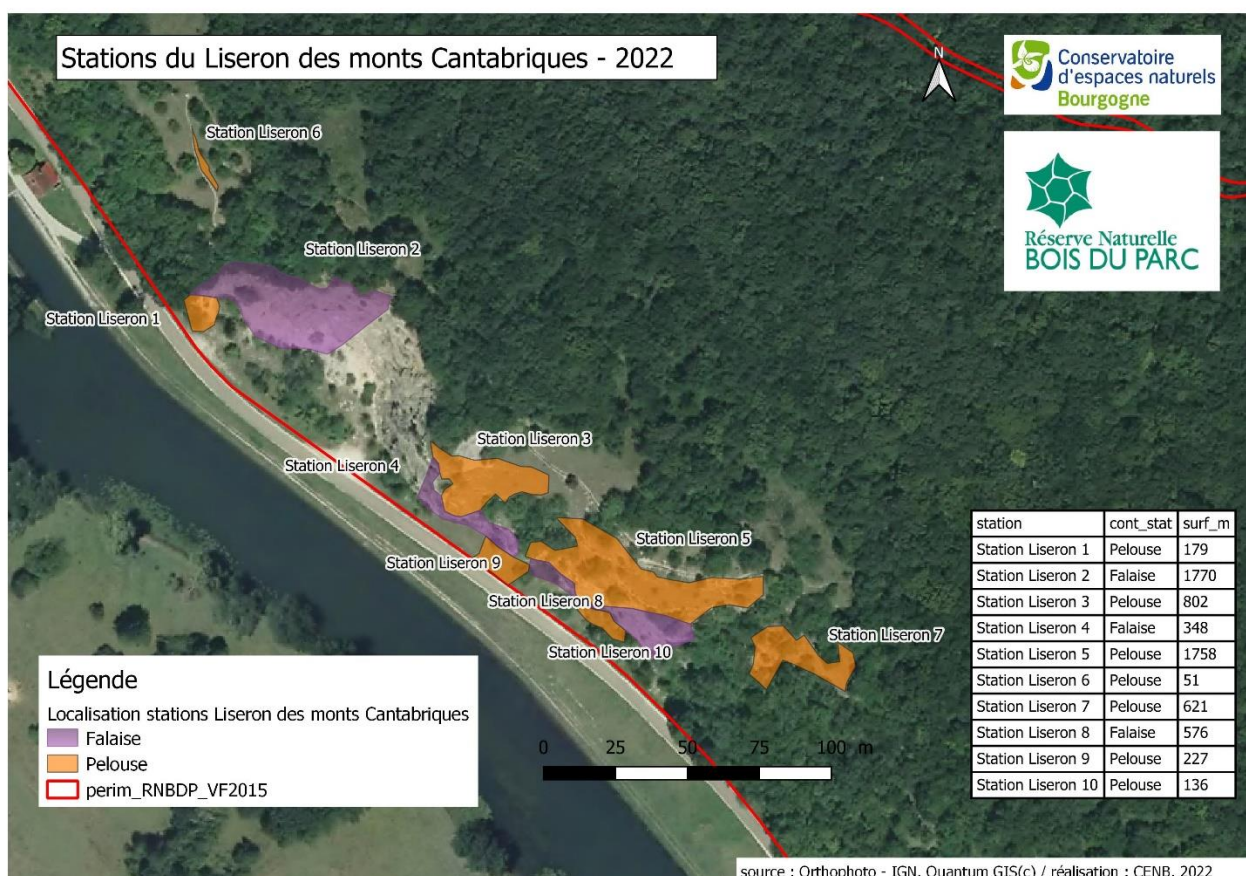 Stations du Liseron des monts Cantabriques - 2022
N
Conservatoire
d'espaces naturels
Bourgogne
Réserve Naturelle
BOIS DU PARC
Station Liseron 6
Station Liseron 2
Station Liseron 1
Station Liseron 3
Station Liseron 4
Station Liseron 5
Station Liseron 9
Station Liseron 8
Station Liseron 7
Station Liseron 10
station cont_stat surf_m
Station Liseron 1 Pelouse 179
Station Liseron 2 Falaise 1770
Station Liseron 3 Pelouse 802
Station Liseron 4 Falaise 348
Station Liseron 5 Pelouse 1758
Station Liseron 6 Pelouse 51
Station Liseron 7 Pelouse 621
Station Liseron 8 Falaise 576
Station Liseron 9 Pelouse 227
Station Liseron 10 Pelouse 136
Légende
Localisation stations Liseron des monts Cantabriques
Falaise
Pelouse
perim_RNBDP_VF2015
0 25 50 75 100 m
source : Orthophoto - IGN, Quantum GIS(c) / réalisation : CENB, 2022